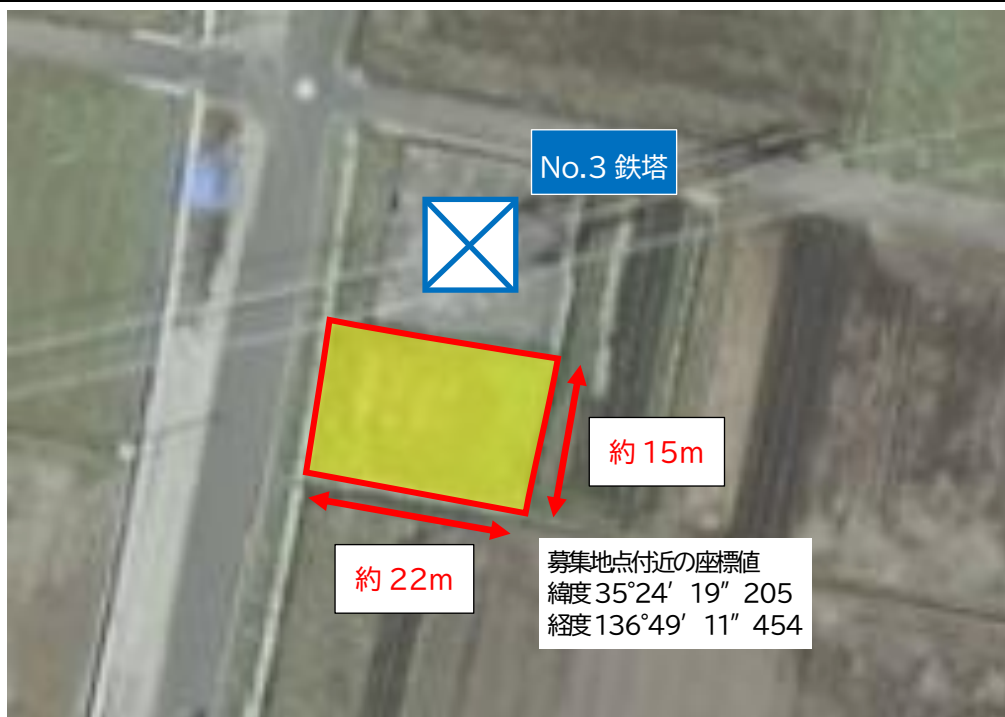 No.3 鉄塔
約 15m
約 22m
募集地点付近の座標値
緯度 35°24′ 19″ 205
経度 136°49′ 11″ 454